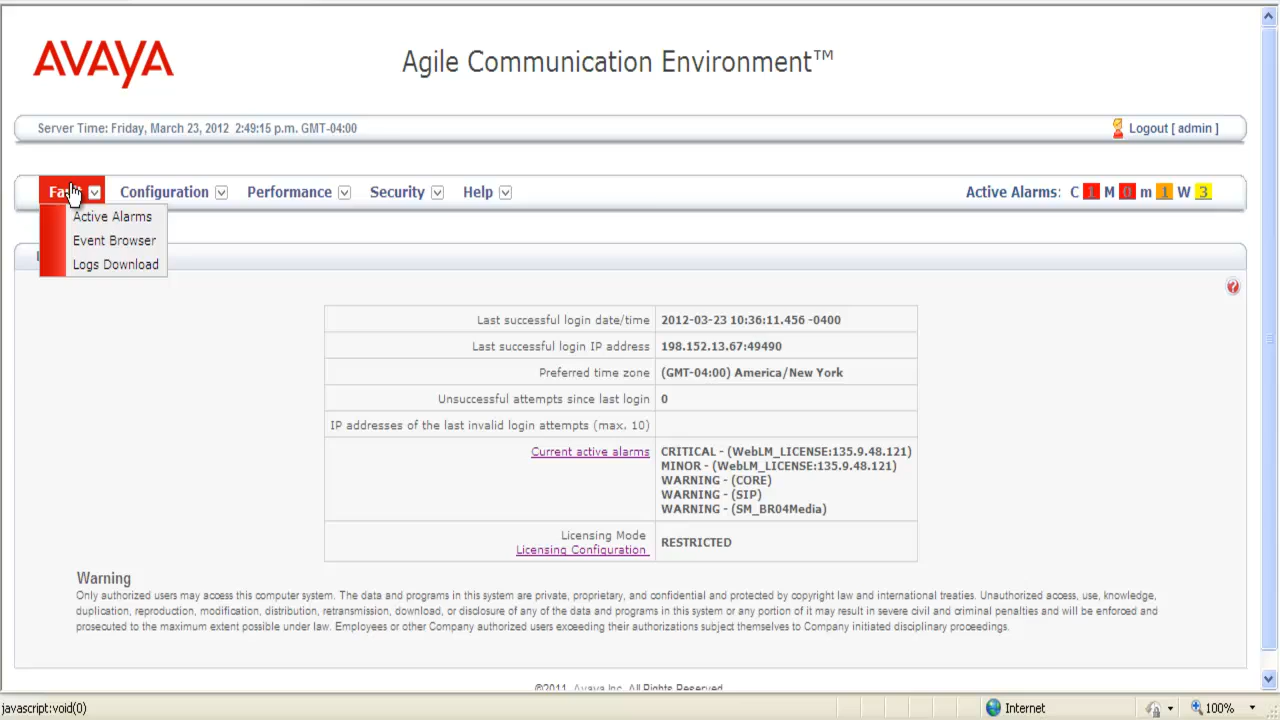 AVAYA
Agile Communication Environment™
Server Time: Friday, March 23, 2012 2:49:15 p.m. GMT-04:00
Logout [ admin ]
Configuration Performance Security Help Active Alarms: C 1 M 0 m 1 W 3
Active Alarms
Event Browser
Logs Download
Last successful login date/time 2012-03-23 10:36:11.456 -0400
Last successful login IP address 198.152.13.67:49490
Preferred time zone (GMT-04:00) America/New York
Unsuccessful attempts since last login 0
IP addresses of the last invalid login attempts (max. 10)
Current active alarms CRITICAL - (WebLM_LICENSE:135.9.48.121)
MINOR - (WebLM_LICENSE:135.9.48.121)
WARNING - (CORE)
WARNING - (SIP)
WARNING - (SM_BR04Media)
Licensing Mode
Licensing Configuration RESTRICTED
Warning
Only authorized users may access this computer system. The data and programs in this system are private, proprietary, and confidential and protected by copyright law and international treaties. Unauthorized access, use, knowledge,
duplication, reproduction, modification, distribution, retransmission, download, or disclosure of any of the data and programs in this system or any portion of it may result in severe civil and criminal penalties and will be enforced and
prosecuted to the maximum extent possible under law. Employees or other Company authorized users exceeding their authorizations subject themselves to Company initiated disciplinary proceedings.
©2011 Avaya Inc. All Rights Reserved
javascript:void(0) Internet 100%